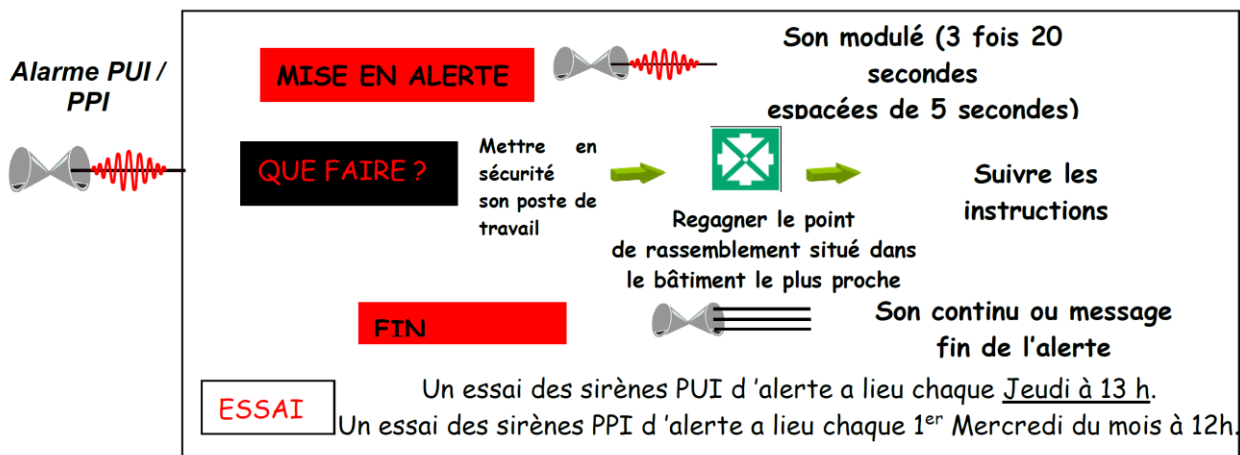 Alarme PUI /
PPI
MISE EN ALERTE
Son modulé (3 fois 20
secondes
espacées de 5 secondes)
QUE FAIRE ?
Mettre en
sécurité
son poste de
travail
Regagner le point
de rassemblement situé dans
le bâtiment le plus proche
Suivre les
instructions
FIN
Son continu ou message
fin de l’alerte
ESSAI
Un essai des sirènes PUI d ’alerte a lieu chaque Jeudi à 13 h.
Un essai des sirènes PPI d ’alerte a lieu chaque 1er Mercredi du mois à 12h.